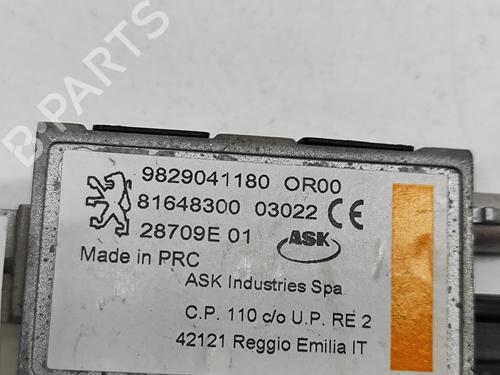 B-PARTS
9829041180 OR00
81648300 03022 CE
28709E 01 ASK
Made in PRC
ASK Industries Spa
C.P. 110 c/o U.P. RE 2
42121 Reggio Emilia IT